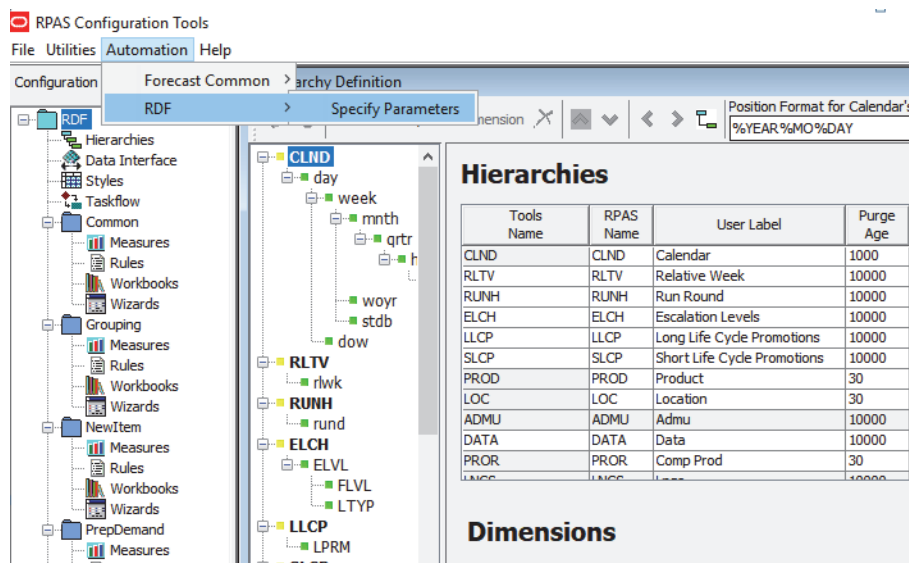 RPAS Configuration Tools
File Utilities Automation Help
Configuration
Forecast Common >
RDF > Specify Parameters
archy Definition
Position Format for Calendar's
%YEAR%MO%DAY
RDF
Hierarchies
Data Interface
Styles
Taskflow
Common
Measures
Rules
Workbooks
Wizards
Grouping
Measures
Rules
Workbooks
Wizards
NewItem
Measures
Rules
Workbooks
Wizards
PrepDemand
Measures
CLND
day
week
mnth
qrtr
h
woyr
stdb
dow
RLTV
rlwk
RUNH
rund
ELCH
ELVL
FLVL
LTYP
LLCP
LPRM
Hierarchies
Tools Name RPAS Name User Label Purge Age
CLND CLND Calendar 1000
RLTV RLTV Relative Week 10000
RUNH RUNH Run Round 10000
ELCH ELCH Escalation Levels 10000
LLCP LLCP Long Life Cycle Promotions 10000
SLCP SLCP Short Life Cycle Promotions 10000
PROD PROD Product 30
LOC LOC Location 30
ADMU ADMU Admu 10000
DATA DATA Data 10000
PROR PROR Comp Prod 30
Dimensions